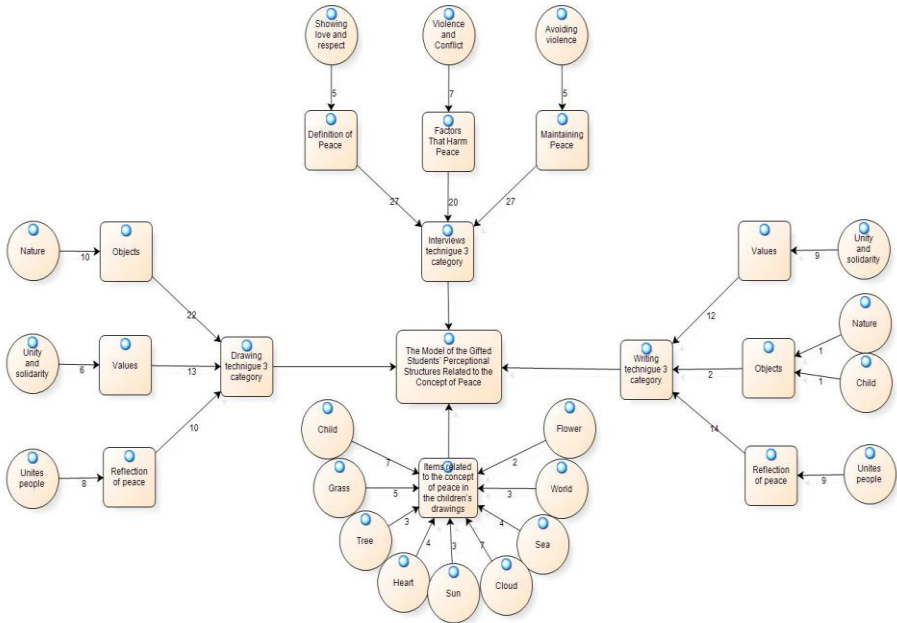 Showing
love and
respect
Violence
and
Conflict
Avoiding
violence
5
7
5
Definition of
Peace
Factors
That Harm
Peace
Maintaining
Peace
27
20
27
Interviews
technigue 3
category
Nature
10
Objects
22
Unity
and
solidarity
6
Values
13
Drawing
technique 3
category
Unites
people
8
Reflection
of peace
10
The Model of the Gifted
Students' Perceptional
Structures Related to the
Concept of Peace
Values
9
Unity
and
solidarity
12
Writing
technique 3
category
2
Objects
1
Nature
1
Child
14
Reflection of
peace
9
Unites
people
Items related
to the concept
of peace in
the children's
drawings
Child
7
Grass
5
Tree
3
Heart
4
Sun
3
Cloud
7
Sea
4
World
3
Flower
2